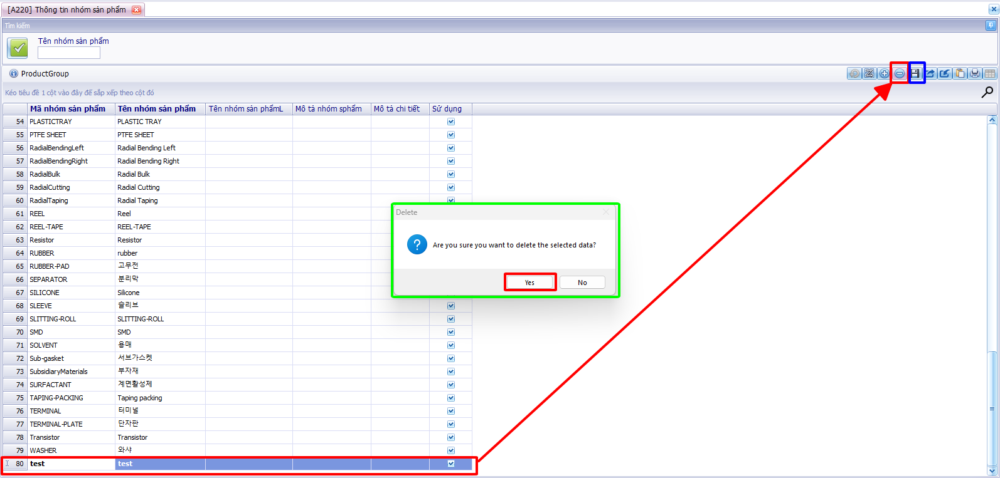 [A220] Thông tin nhóm sản phẩm
Tìm kiếm
Tên nhóm sản phẩm
ProductGroup
Kéo tiêu đề 1 cột vào đây để sắp xếp theo cột đó
Mã nhóm sản phẩm Tên nhóm sản phẩm Tên nhóm sản phẩmL Mô tả nhóm sphẩm Mô tả chi tiết Sử dụng
54 PLASTICTRAY PLASTIC TRAY
55 PTFE SHEET PTFE SHEET
56 RadialBendingLeft Radial Bending Left
57 RadialBendingRight Radial Bending Right
58 RadialBulk Radial Bulk
59 RadialCutting Radial Cutting
60 RadialTaping Radial Taping
61 REEL Reel
62 REEL-TAPE REEL-TAPE
63 Resistor Resistor
64 RUBBER rubber
65 RUBBER-PAD 고무전
66 SEPARATOR 분리막
67 SILICONE Silicone
68 SLEEVE 슬리브
69 SLITTING-ROLL SLITTING-ROLL
70 SMD SMD
71 SOLVENT 용매
72 Sub-gasket 서브가스켓
73 SubsidiaryMaterials 부자재
74 SURFACTANT 계면활성제
75 TAPING-PACKING Taping packing
76 TERMINAL 터미널
77 TERMINAL-PLATE 단자판
78 Transistor Transistor
79 WASHER 와샤
80 test test
Delete
Are you sure you want to delete the selected data?
Yes No